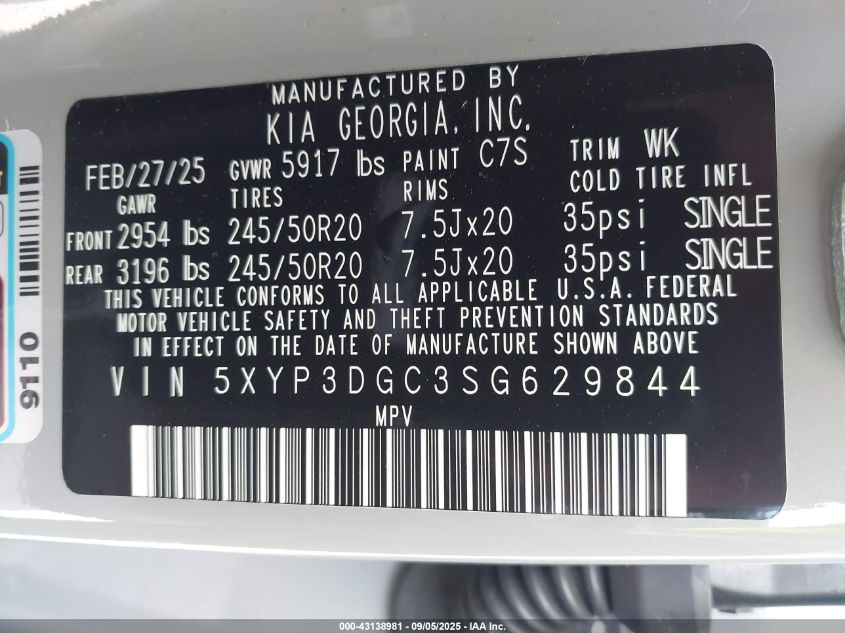 MANUFACTURED BY
KIA GEORGIA, INC.
FEB/27/25 GVWR 5917 lbs PAINT C7S TRIM WK
GAWR TIRES RIMS COLD TIRE INFL
FRONT 2954 lbs 245/50R20 7.5Jx20 35psi SINGLE
REAR 3196 lbs 245/50R20 7.5Jx20 35psi SINGLE
THIS VEHICLE CONFORMS TO ALL APPLICABLE U.S.A. FEDERAL
MOTOR VEHICLE SAFETY AND THEFT PREVENTION STANDARDS
IN EFFECT ON THE DATE OF MANUFACTURE SHOWN ABOVE
VIN 5XYP3DGC3SG629844
MPV
9110
000-43138981 - 09/05/2025 - IAA Inc.